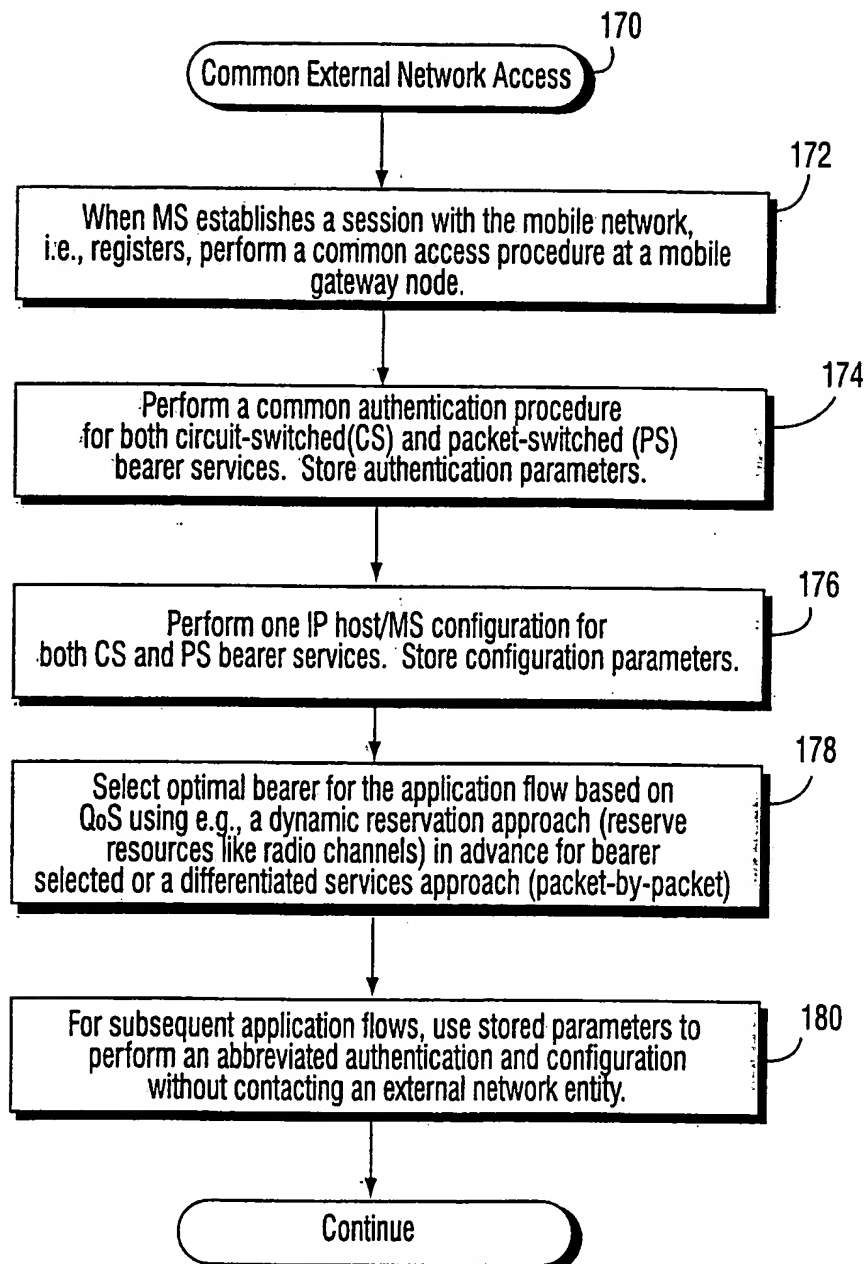 170
Common External Network Access
172
When MS establishes a session with the mobile network,
i.e., registers, perform a common access procedure at a mobile
gateway node.
174
Perform a common authentication procedure
for both circuit-switched(CS) and packet-switched (PS)
bearer services. Store authentication parameters.
176
Perform one IP host/MS configuration for
both CS and PS bearer services. Store configuration parameters.
178
Select optimal bearer for the application flow based on
QoS using e.g., a dynamic reservation approach (reserve
resources like radio channels) in advance for bearer
selected or a differentiated services approach (packet-by-packet)
180
For subsequent application flows, use stored parameters to
perform an abbreviated authentication and configuration
without contacting an external network entity.
Continue